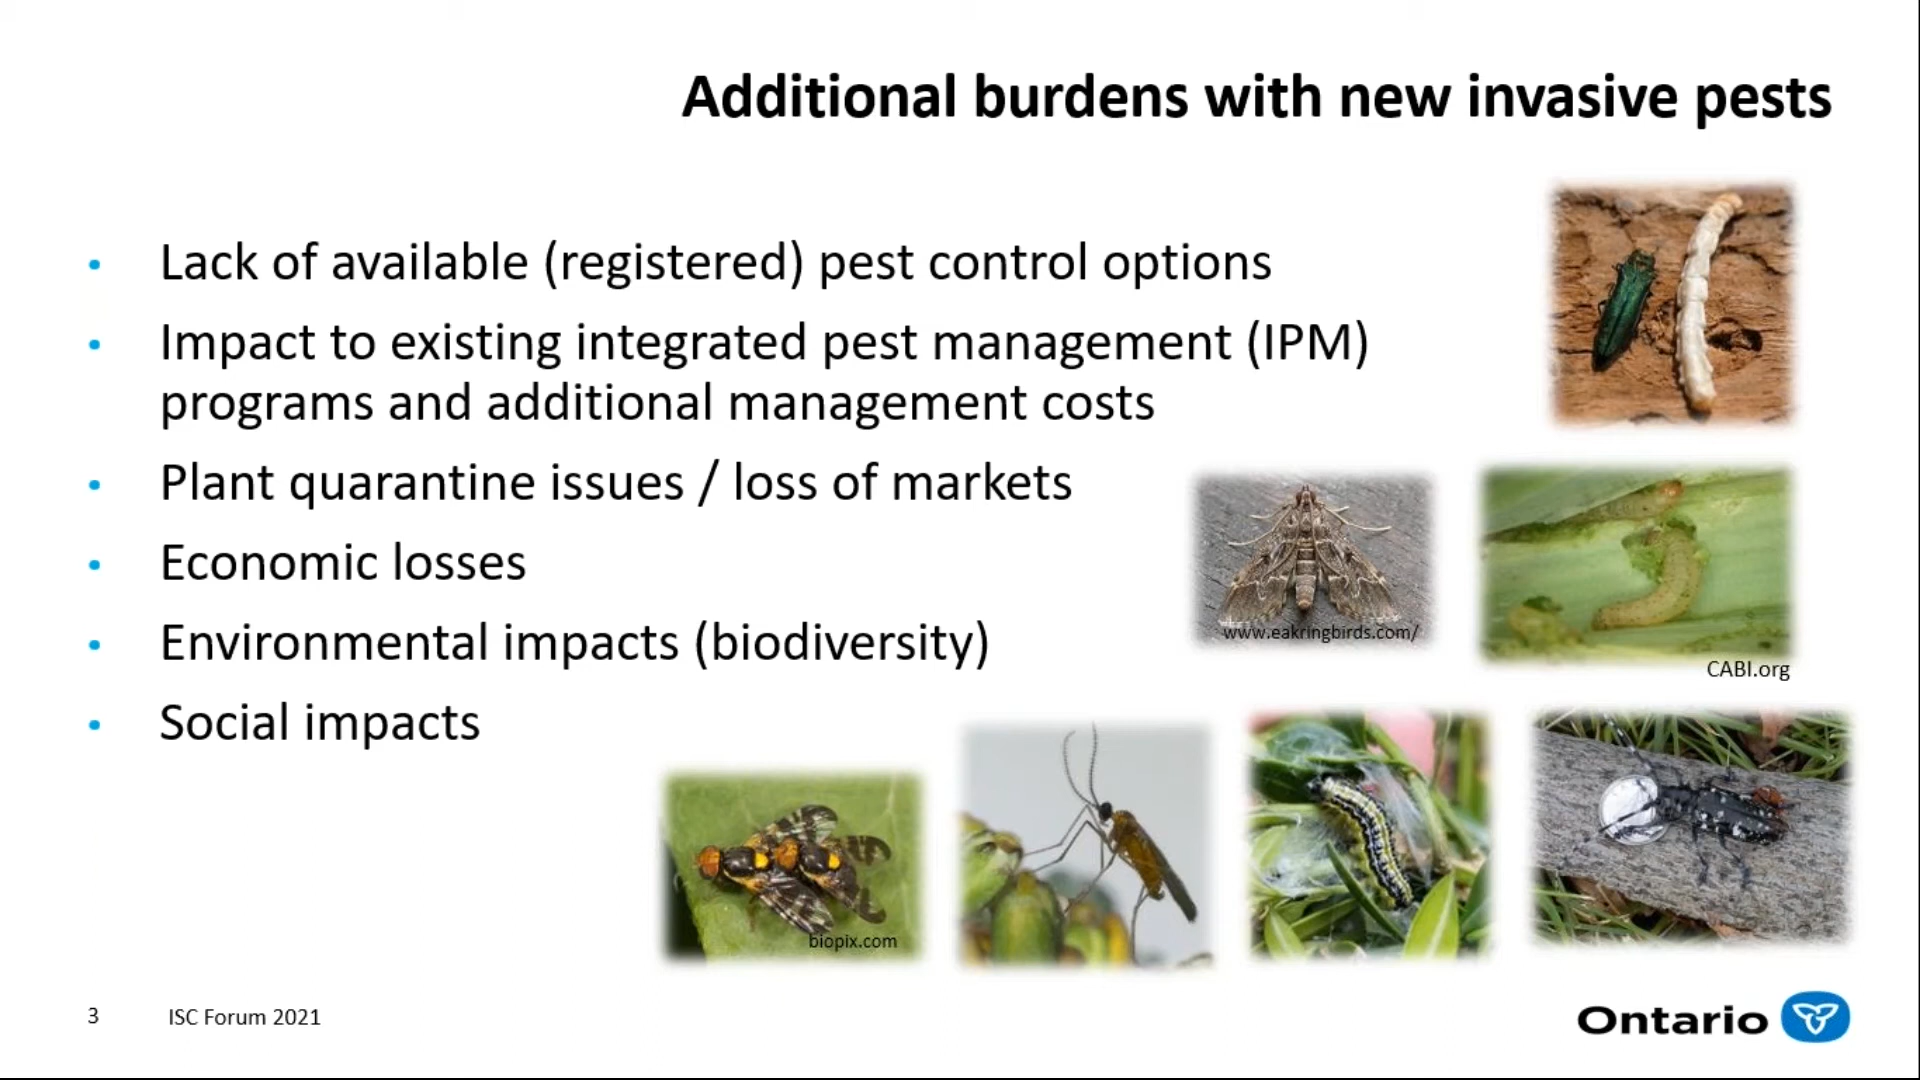 Additional burdens with new invasive pests
• Lack of available (registered) pest control options
• Impact to existing integrated pest management (IPM)
programs and additional management costs
• Plant quarantine issues / loss of markets
• Economic losses
• Environmental impacts (biodiversity)
• Social impacts
www.eakringbirds.com/
CABI.org
biopix.com
3 ISC Forum 2021
Ontario